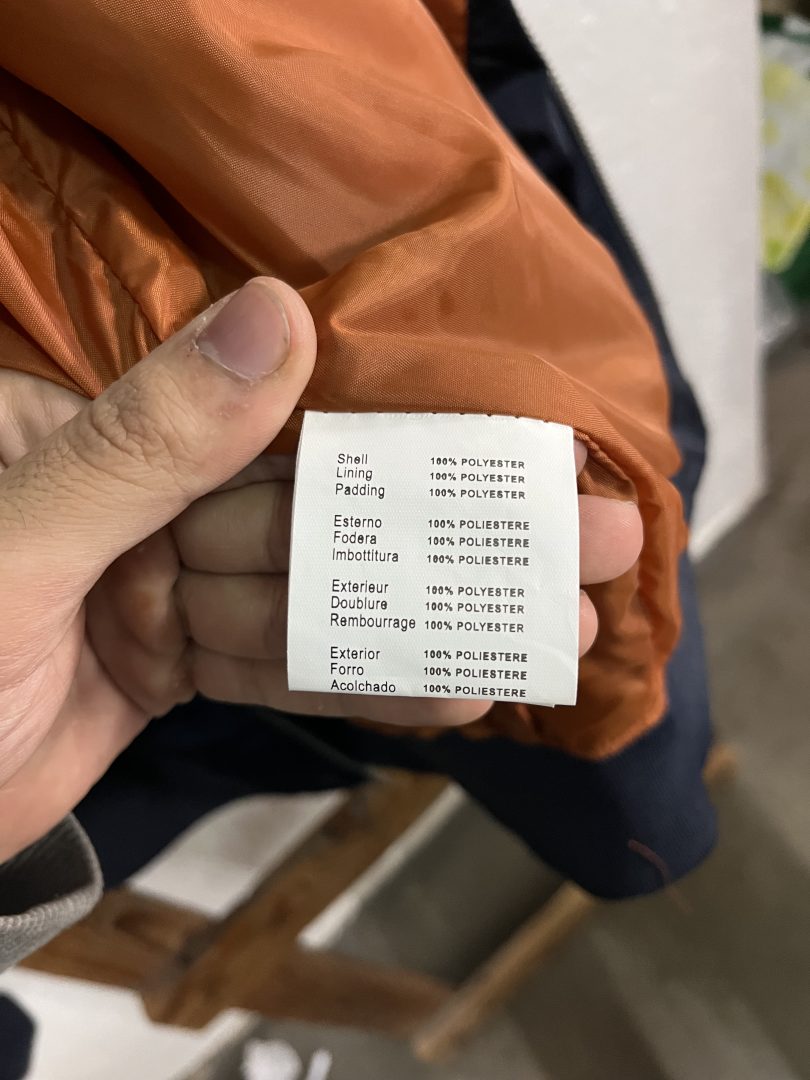 Shell 100% POLYESTER
Lining 100% POLYESTER
Padding 100% POLYESTER
Esterno 100% POLIESTERE
Fodera 100% POLIESTERE
Imbottitura 100% POLIESTERE
Exterieur 100% POLYESTER
Doublure 100% POLYESTER
Rembourrage 100% POLYESTER
Exterior 100% POLIESTERE
Forro 100% POLIESTERE
Acolchado 100% POLIESTERE